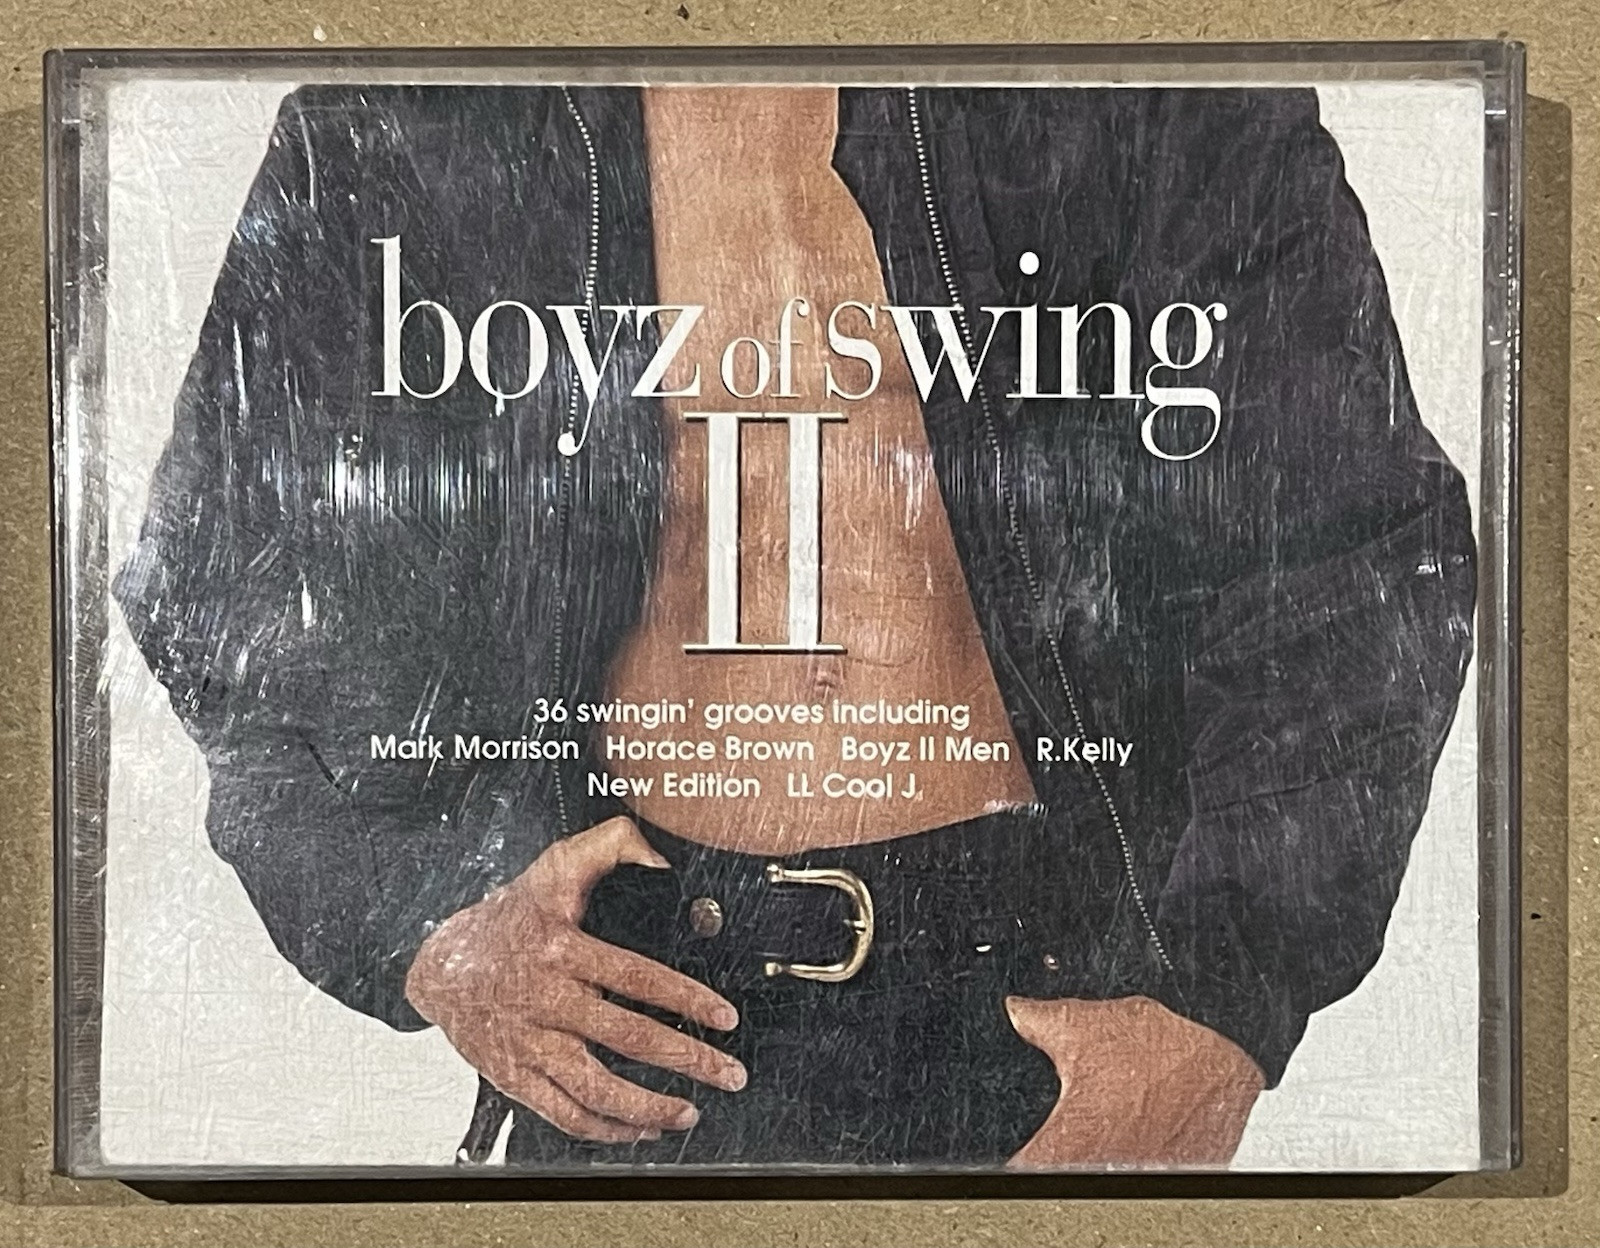 boyz of swing
II
36 swingin' grooves including
Mark Morrison Horace Brown Boyz II Men R.Kelly
New Edition LL Cool J.